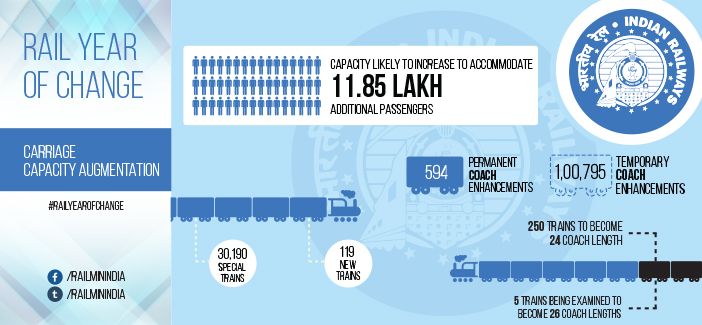 RAIL YEAR
OF CHANGE
CARRIAGE
CAPACITY AUGMENTATION
#RAILYEAROFCHANGE
/RAILMININDIA
/RAILMININDIA
CAPACITY LIKELY TO INCREASE TO ACCOMMODATE
11.85 LAKH
ADDITIONAL PASSENGERS
भारतीय रेल • INDIAN RAILWAYS
594
PERMANENT
COACH
ENHANCEMENTS
1,00,795
TEMPORARY
COACH
ENHANCEMENTS
30,190
SPECIAL
TRAINS
119
NEW
TRAINS
250 TRAINS TO BECOME
24 COACH LENGTH
5 TRAINS BEING EXAMINED TO
BECOME 26 COACH LENGTHS